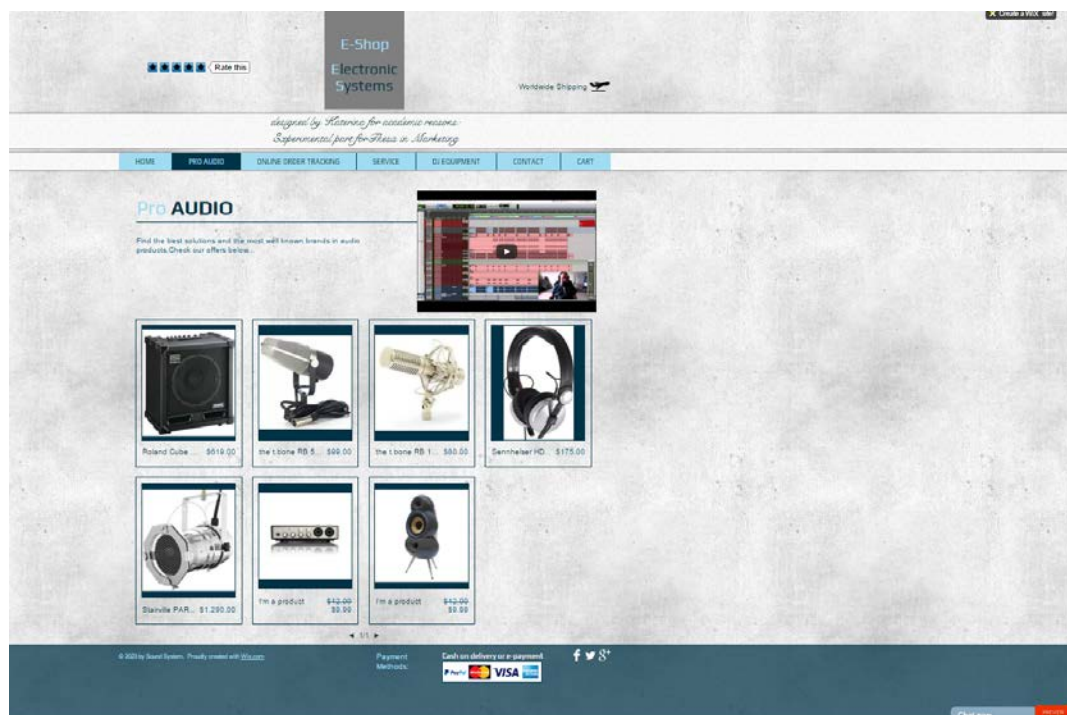 Create a WiX site!
E-Shop
Electronic
Systems
Rate this
Worldwide Shipping
designed by Katerina for academic reasons.
Experimental part for Thesis in Marketing
HOME PRO AUDIO ONLINE ORDER TRACKING SERVICE DJ EQUIPMENT CONTACT CART
Pro AUDIO
Find the best solutions and the most well known brands in audio
products.Check our offers below...
Roland Cube ... $619.00
the t.bone RB 5... $99.00
the t.bone RB 1... $80.00
Sennheiser HD... $175.00
Stairville PAR... $1,290.00
I'm a product $12.00
$9.99
I'm a product $12.00
$9.99
1/1
© 2023 by Sound System. Proudly created with Wix.com
Payment
Methods:
Cash on delivery or e-payment.
PayPal MasterCard VISA